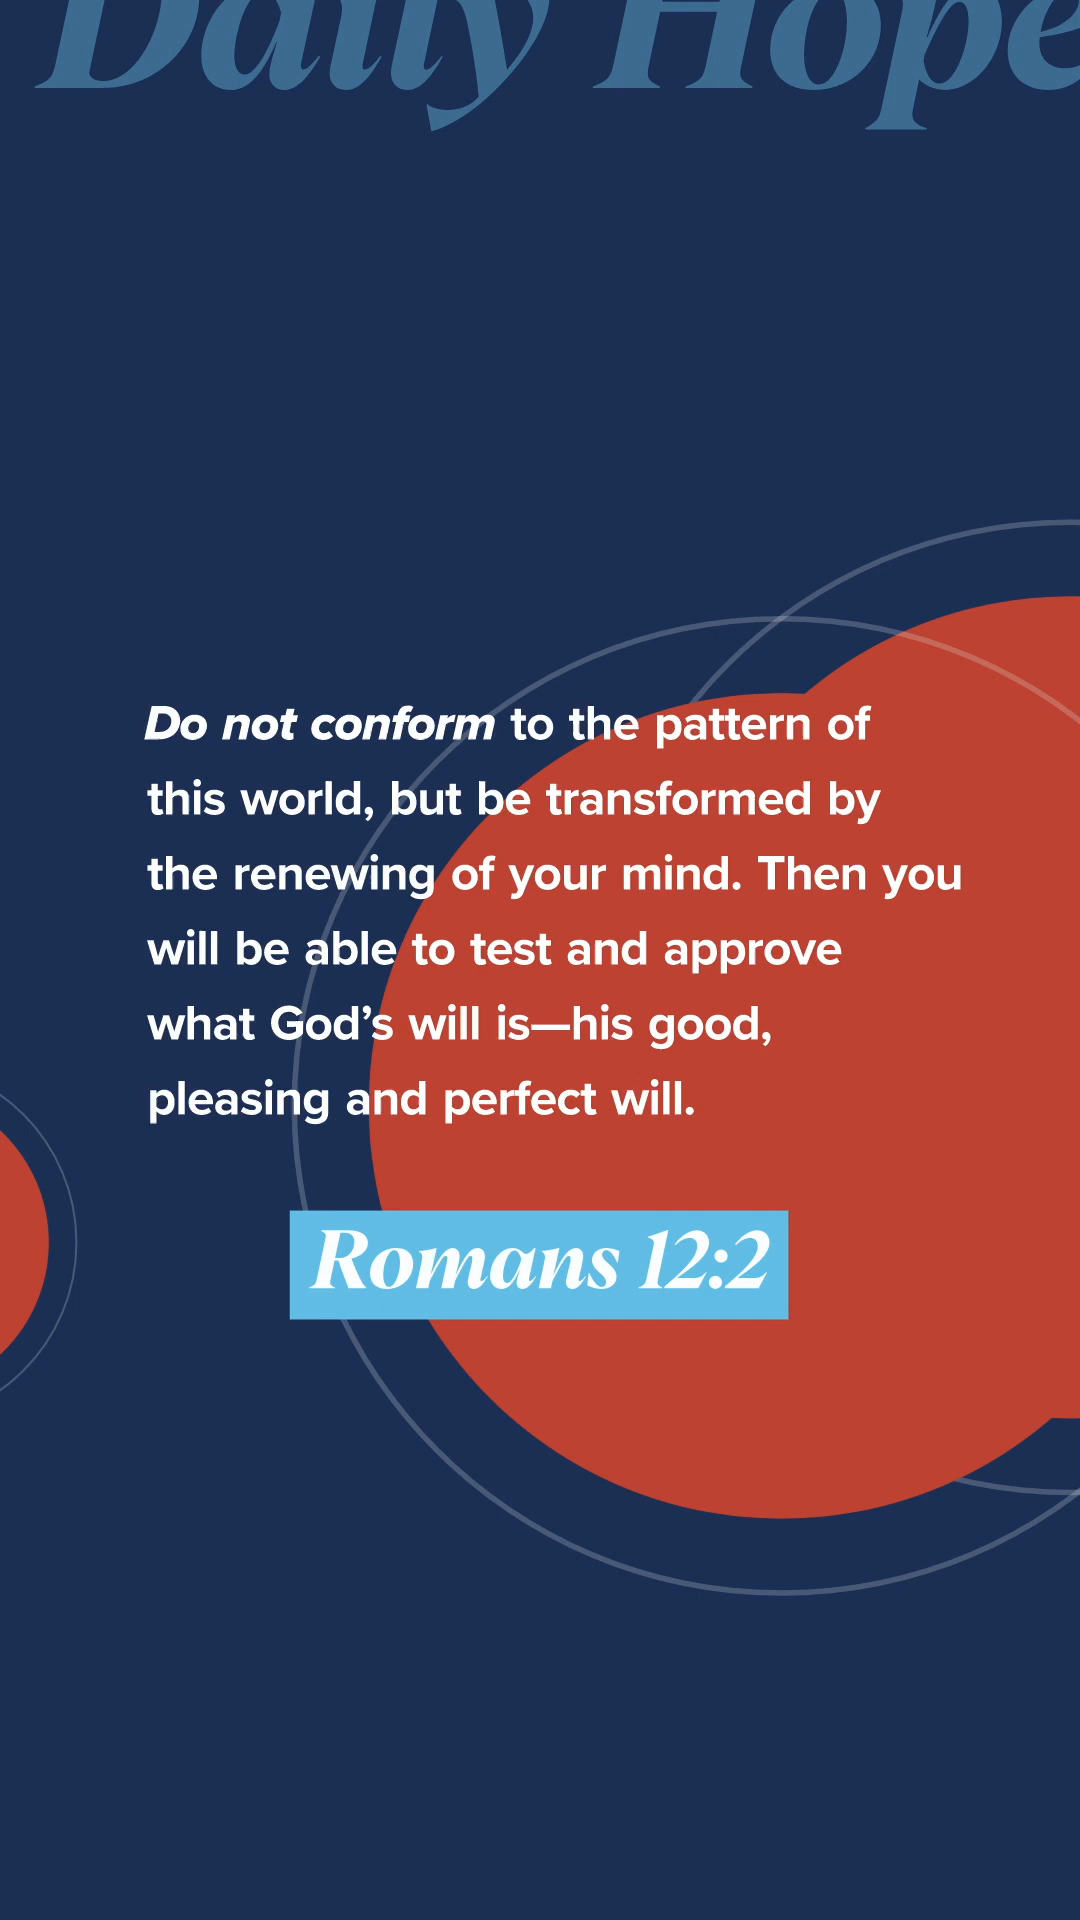 Daily Hope
Do not conform to the pattern of
this world, but be transformed by
the renewing of your mind. Then you
will be able to test and approve
what God’s will is—his good,
pleasing and perfect will.
Romans 12:2